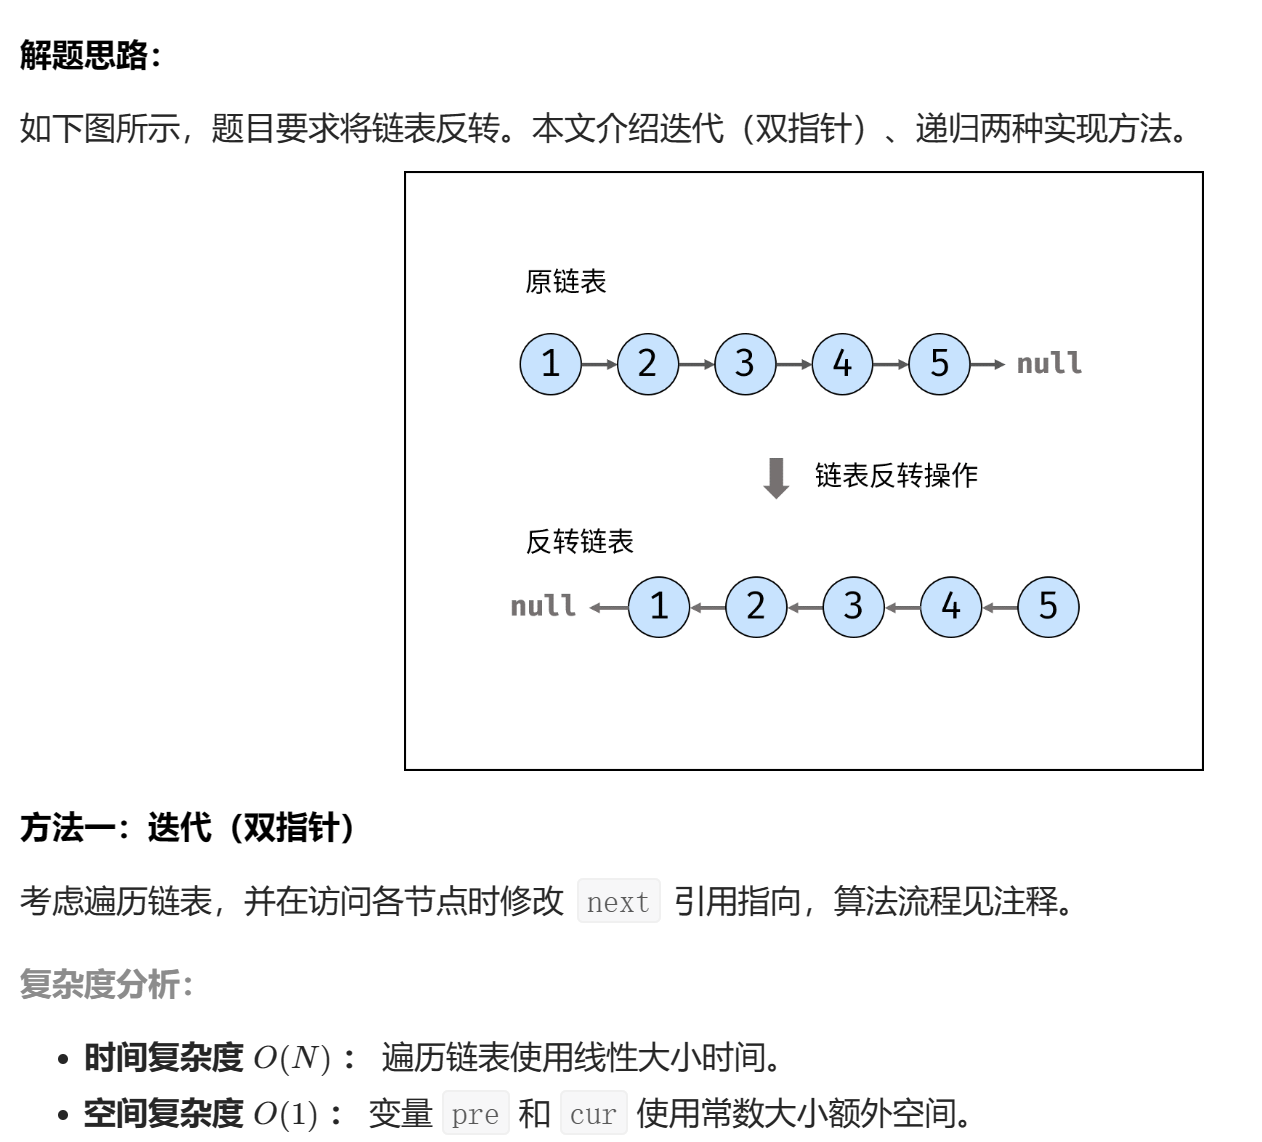 解题思路：
如下图所示，题目要求将链表反转。本文介绍迭代（双指针）、递归两种实现方法。
原链表
1 2 3 4 5 null
链表反转操作
反转链表
null 1 2 3 4 5
方法一：迭代（双指针）
考虑遍历链表，并在访问各节点时修改 next 引用指向，算法流程见注释。
复杂度分析：
• 时间复杂度 O(N)： 遍历链表使用线性大小时间。
• 空间复杂度 O(1)： 变量 pre 和 cur 使用常数大小额外空间。